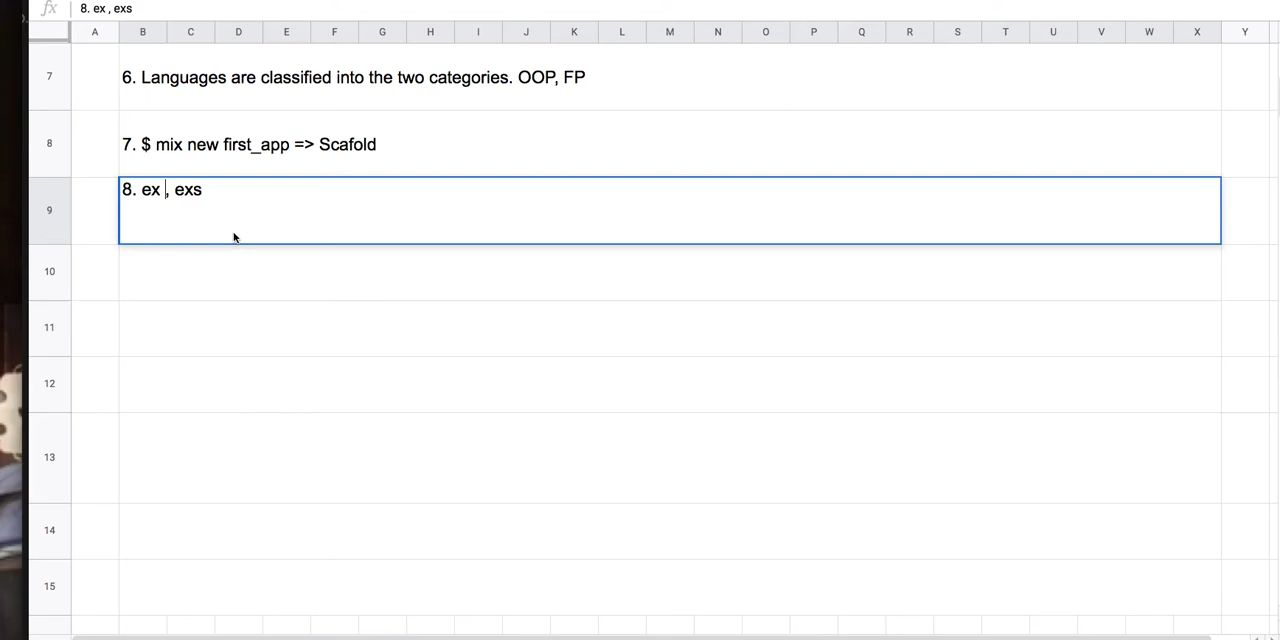 fx 8. ex , exs
A B C D E F G H I J K L M N O P Q R S T U V W X Y
7 6. Languages are classified into the two categories. OOP, FP
8 7. $ mix new first_app => Scafold
9 8. ex , exs
10
11
12
13
14
15